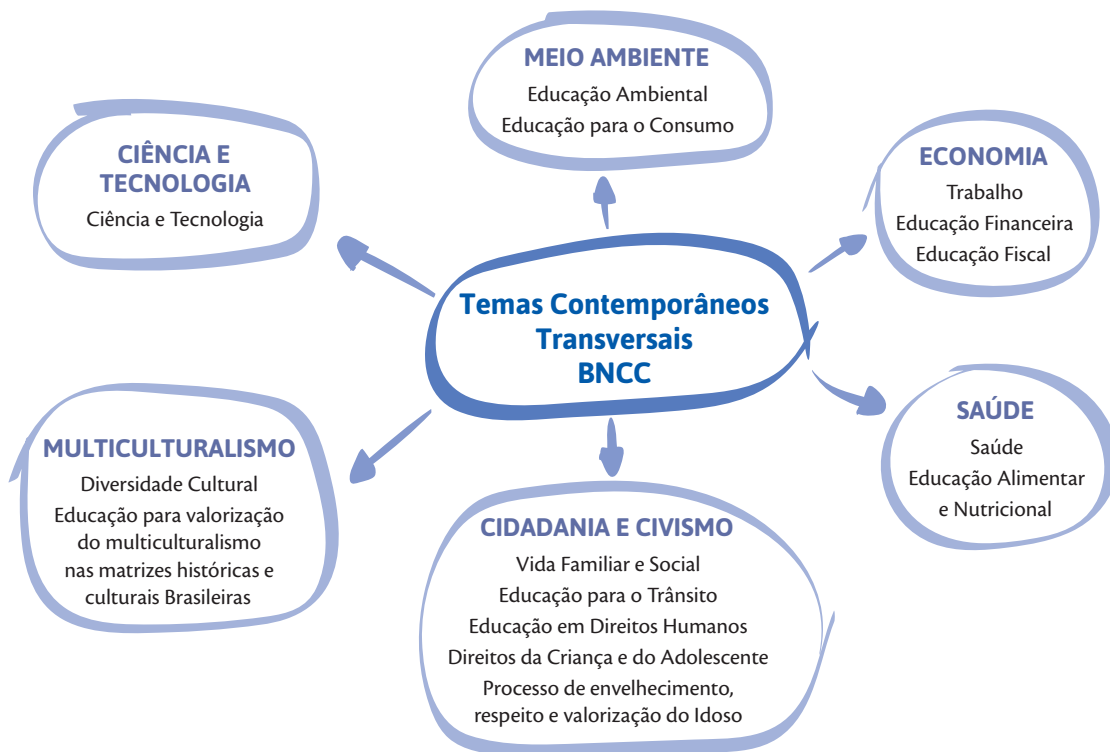 MEIO AMBIENTE
Educação Ambiental
Educação para o Consumo
CIÊNCIA E
TECNOLOGIA
Ciência e Tecnologia
ECONOMIA
Trabalho
Educação Financeira
Educação Fiscal
Temas Contemporâneos
Transversais
BNCC
MULTICULTURALISMO
Diversidade Cultural
Educação para valorização
do multiculturalismo
nas matrizes históricas e
culturais Brasileiras
SAÚDE
Saúde
Educação Alimentar
e Nutricional
CIDADANIA E CIVISMO
Vida Familiar e Social
Educação para o Trânsito
Educação em Direitos Humanos
Direitos da Criança e do Adolescente
Processo de envelhecimento,
respeito e valorização do Idoso